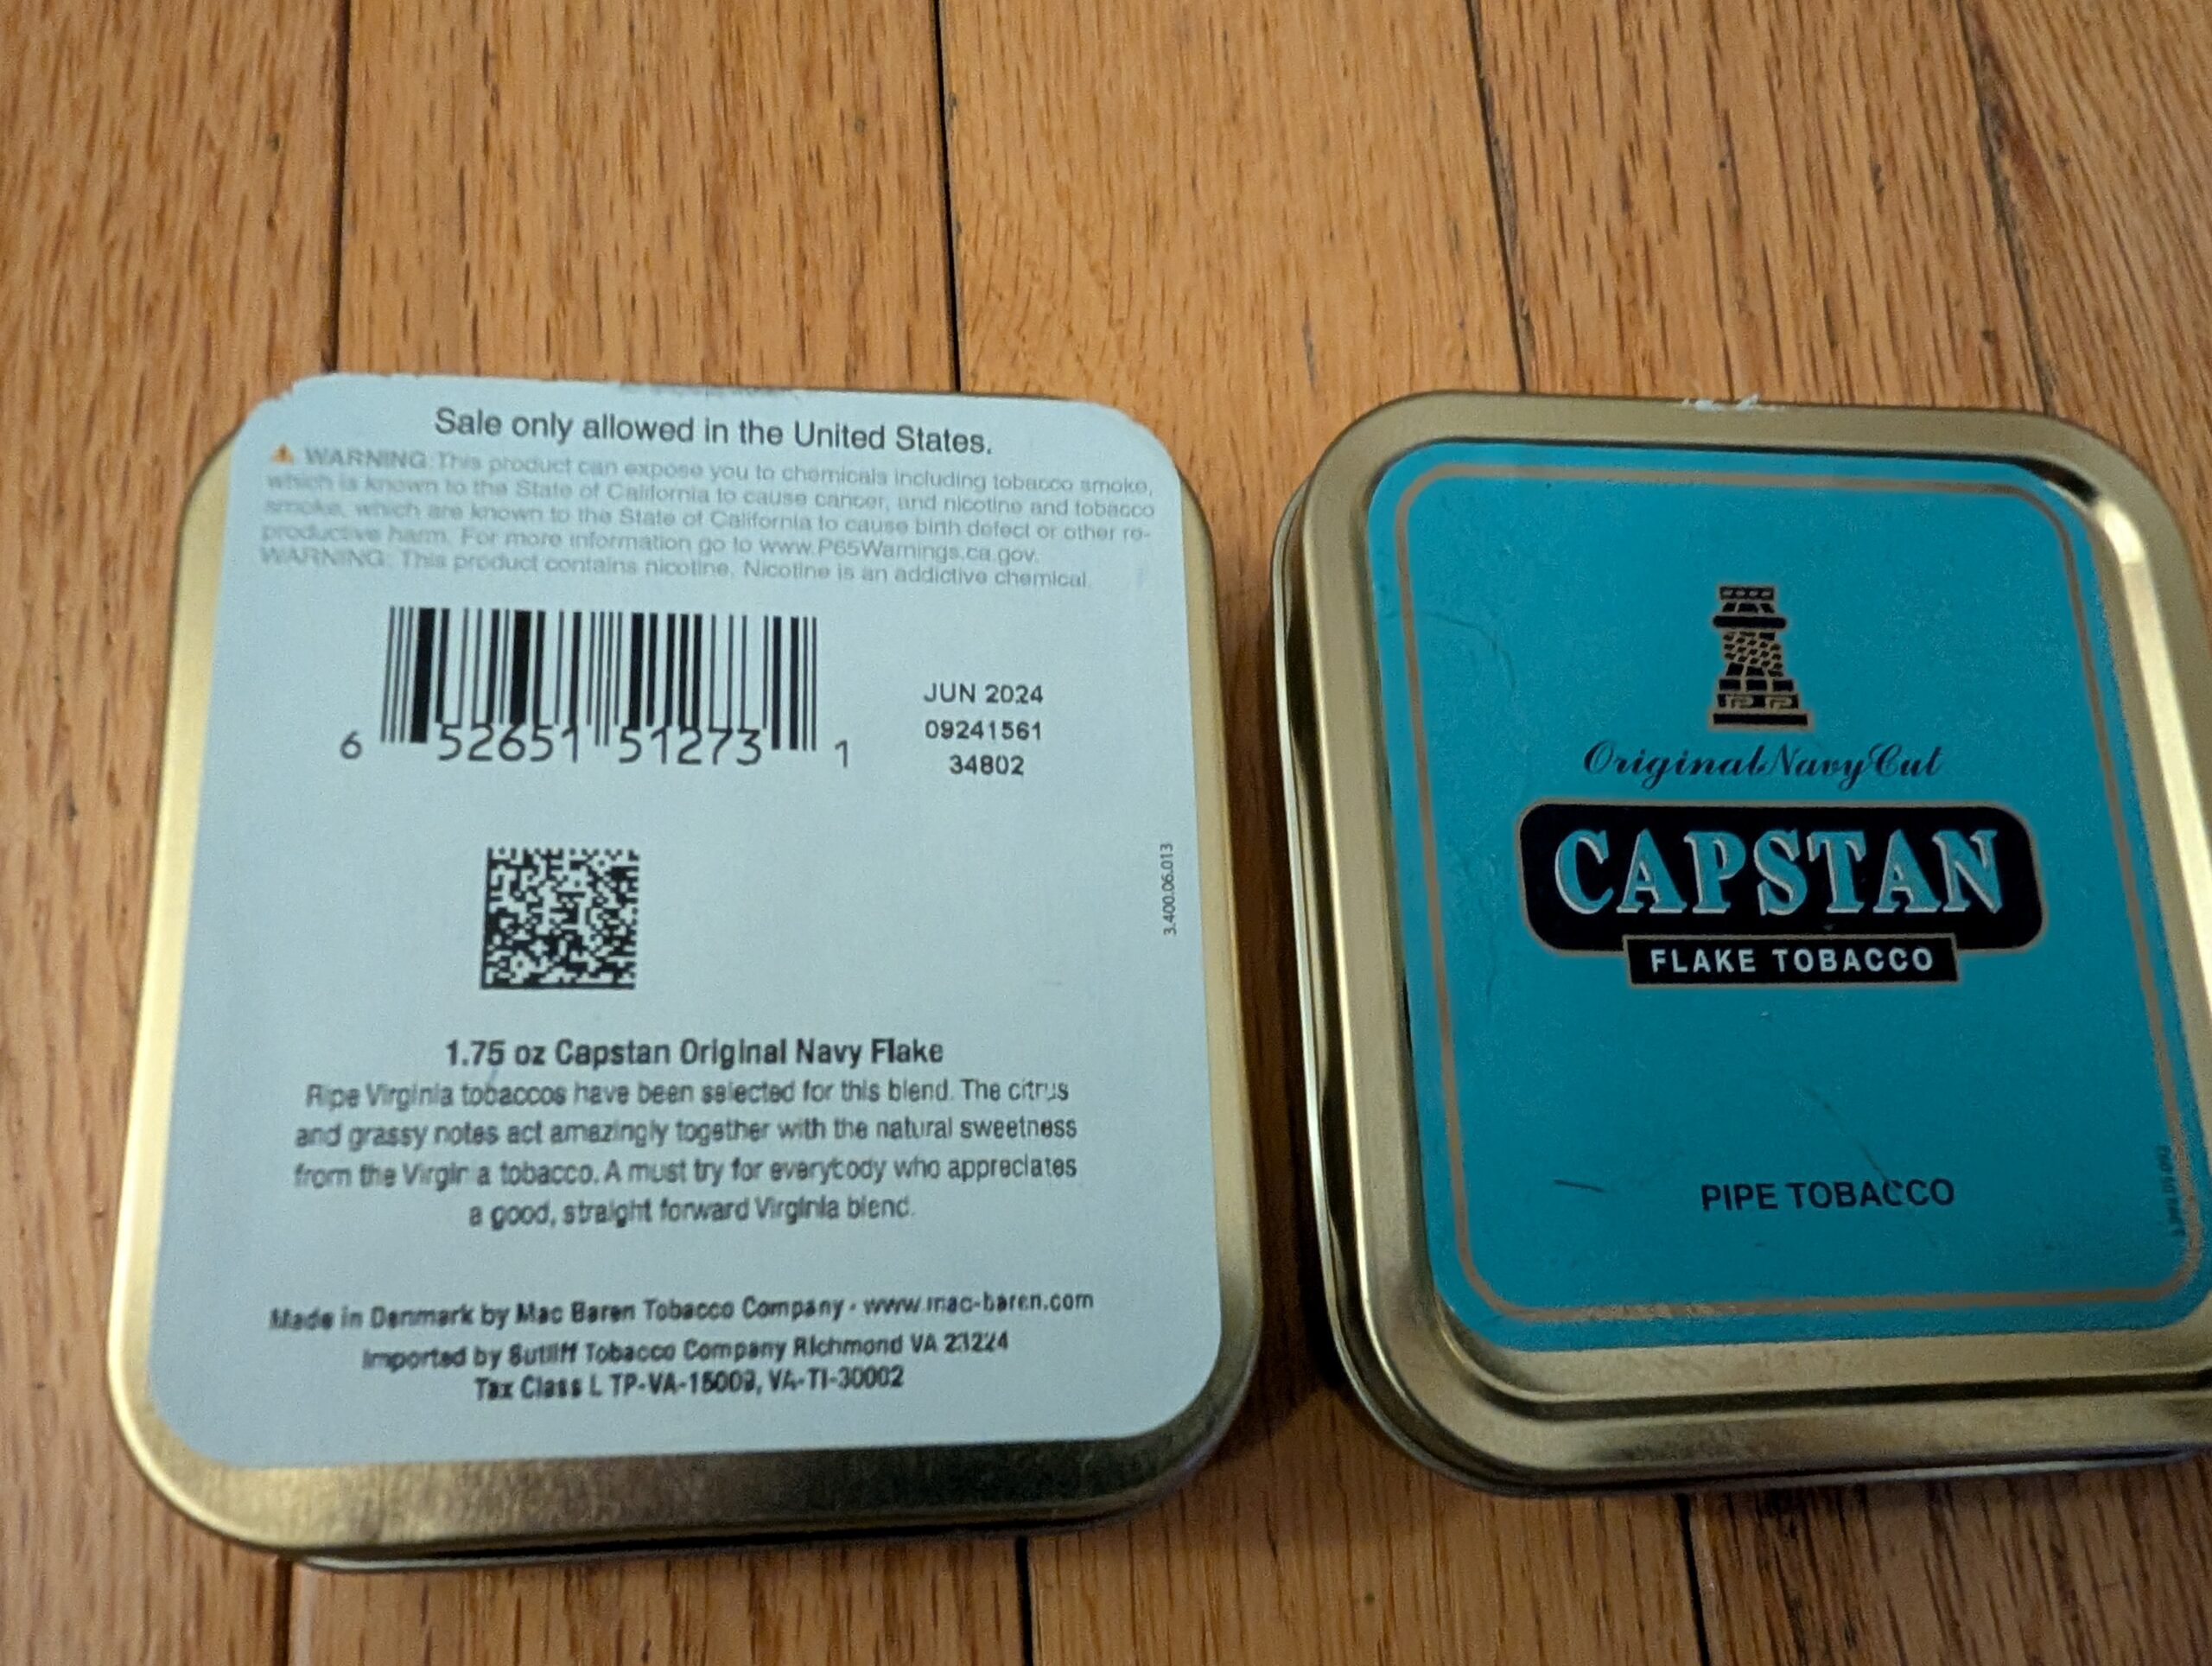 Sale only allowed in the United States.
WARNING: This product can expose you to chemicals including tobacco smoke,
which is known to the State of California to cause cancer, and nicotine and tobacco
smoke, which are known to the State of California to cause birth defect or other re-
productive harm. For more information go to www.P65Warnings.ca.gov.
WARNING: This product contains nicotine. Nicotine is an addictive chemical.
6 52651 51273 1
JUN 2024
09241561
34802
3.400.06.013
1.75 oz Capstan Original Navy Flake
Ripe Virginia tobaccos have been selected for this blend. The citrus
and grassy notes act amazingly together with the natural sweetness
from the Virginia tobacco. A must try for everybody who appreciates
a good, straight forward Virginia blend.
Made in Denmark by Mac Baren Tobacco Company - www.mac-baren.com
Imported by Sutliff Tobacco Company Richmond VA
Tax Class L VA-TI-30002
Original Navy Cut
CAPSTAN
FLAKE TOBACCO
PIPE TOBACCO